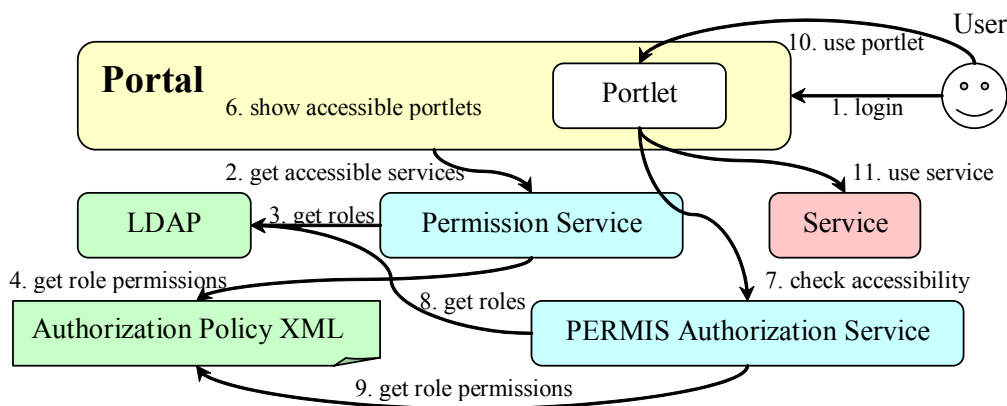 User
10. use portlet
Portal
Portlet
6. show accessible portlets
1. login
2. get accessible services
11. use service
LDAP
3. get roles
Permission Service
Service
4. get role permissions
7. check accessibility
8. get roles
Authorization Policy XML
PERMIS Authorization Service
9. get role permissions